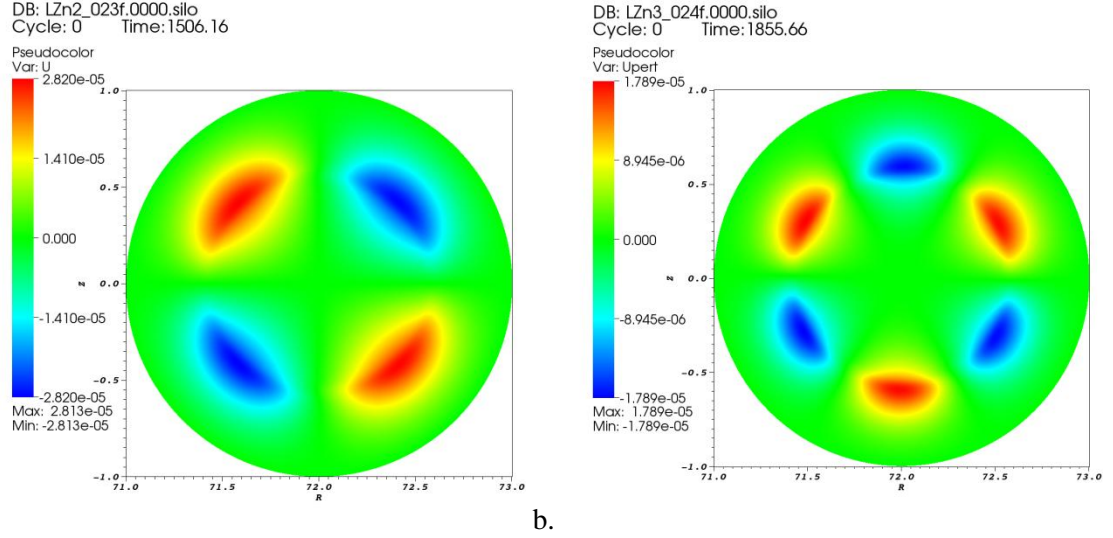 DB: LZn2_023f.0000.silo
Cycle: 0 Time:1506.16
Pseudocolor
Var: U
2.820e-05
1.410e-05
0.000
-1.410e-05
-2.820e-05
Max: 2.813e-05
Min: -2.813e-05
1.0
0.5
0.0
-0.5
-1.0
z
71.0 71.5 72.0 72.5 73.0
R
DB: LZn3_024f.0000.silo
Cycle: 0 Time:1855.66
Pseudocolor
Var: Upert
1.789e-05
8.945e-06
0.000
-8.945e-06
-1.789e-05
Max: 1.789e-05
Min: -1.789e-05
1.0
0.5
0.0
-0.5
-1.0
z
71.0 71.5 72.0 72.5 73.0
R
b.